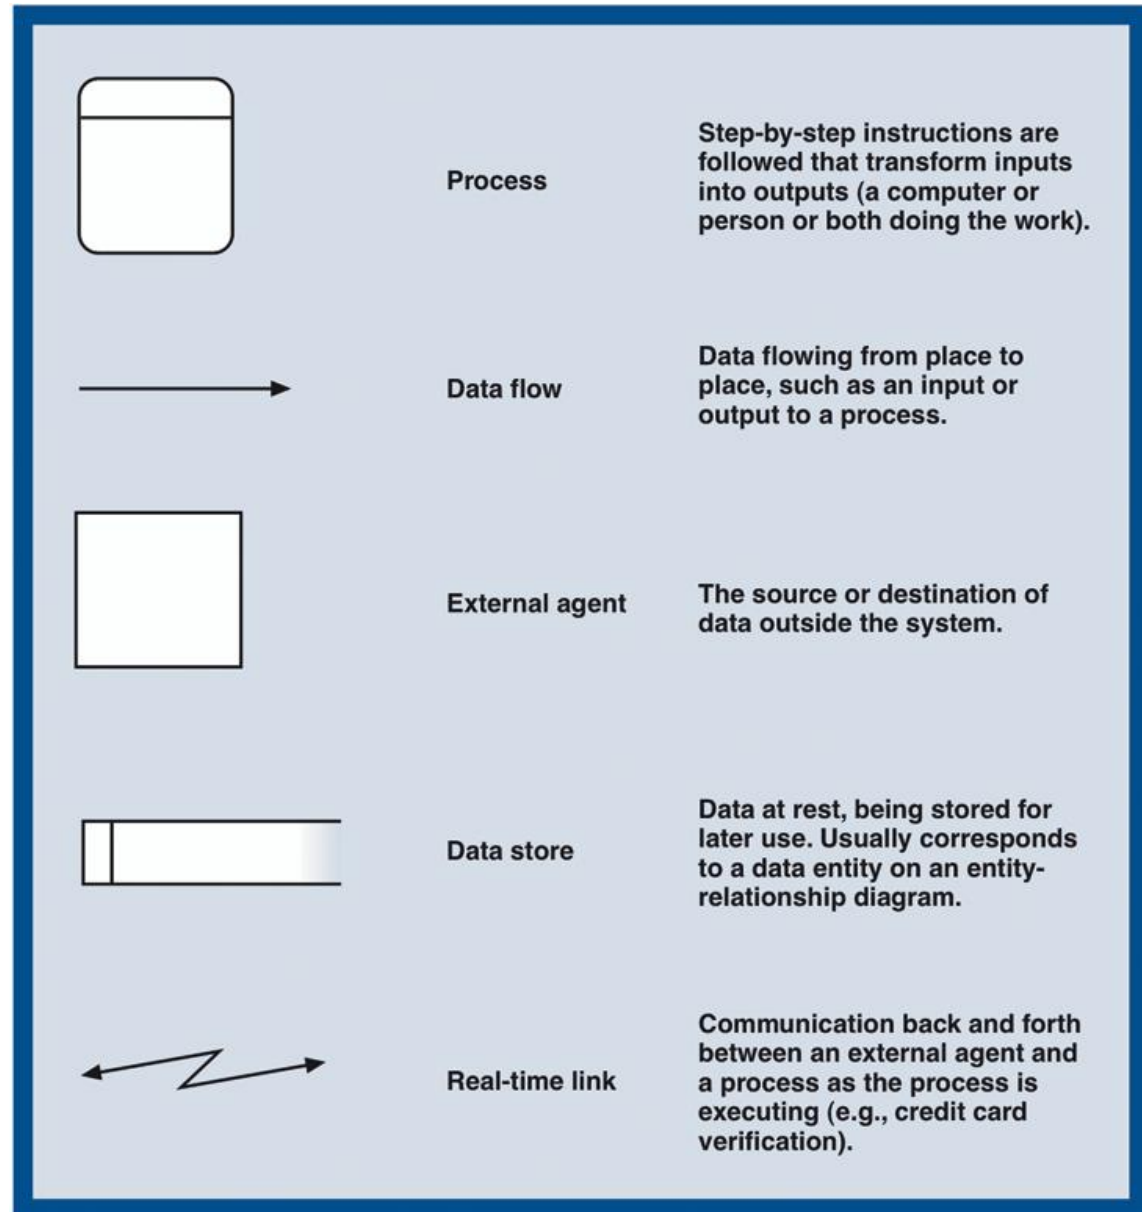 Process
Step-by-step instructions are
followed that transform inputs
into outputs (a computer or
person or both doing the work).
Data flow
Data flowing from place to
place, such as an input or
output to a process.
External agent
The source or destination of
data outside the system.
Data store
Data at rest, being stored for
later use. Usually corresponds
to a data entity on an entity-
relationship diagram.
Real-time link
Communication back and forth
between an external agent and
a process as the process is
executing (e.g., credit card
verification).